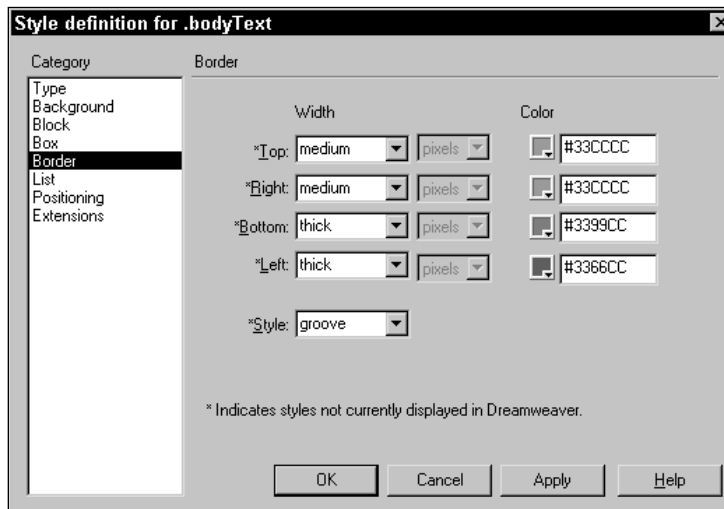 Style definition for .bodyText
Category
Border
Type
Background
Block
Box
Border
List
Positioning
Extensions
Width Color
*Top: medium pixels #33CCCC
*Right: medium pixels #33CCCC
*Bottom: thick pixels #3399CC
*Left: thick pixels #3366CC
*Style: groove
* Indicates styles not currently displayed in Dreamweaver.
OK Cancel Apply Help